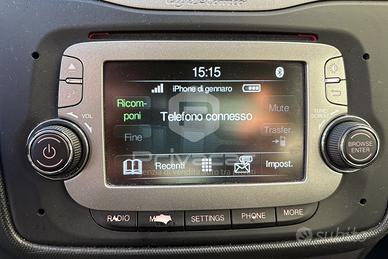 15:15
iPhone di gennaro
Ricom-
poni
Mute
Telefono connesso
Fine
Trasfer.
Recenti
Impost.
VOL
TUNE
SCROLL
BROWSE
ENTER
RADIO
SETTINGS
PHONE
MORE
subito